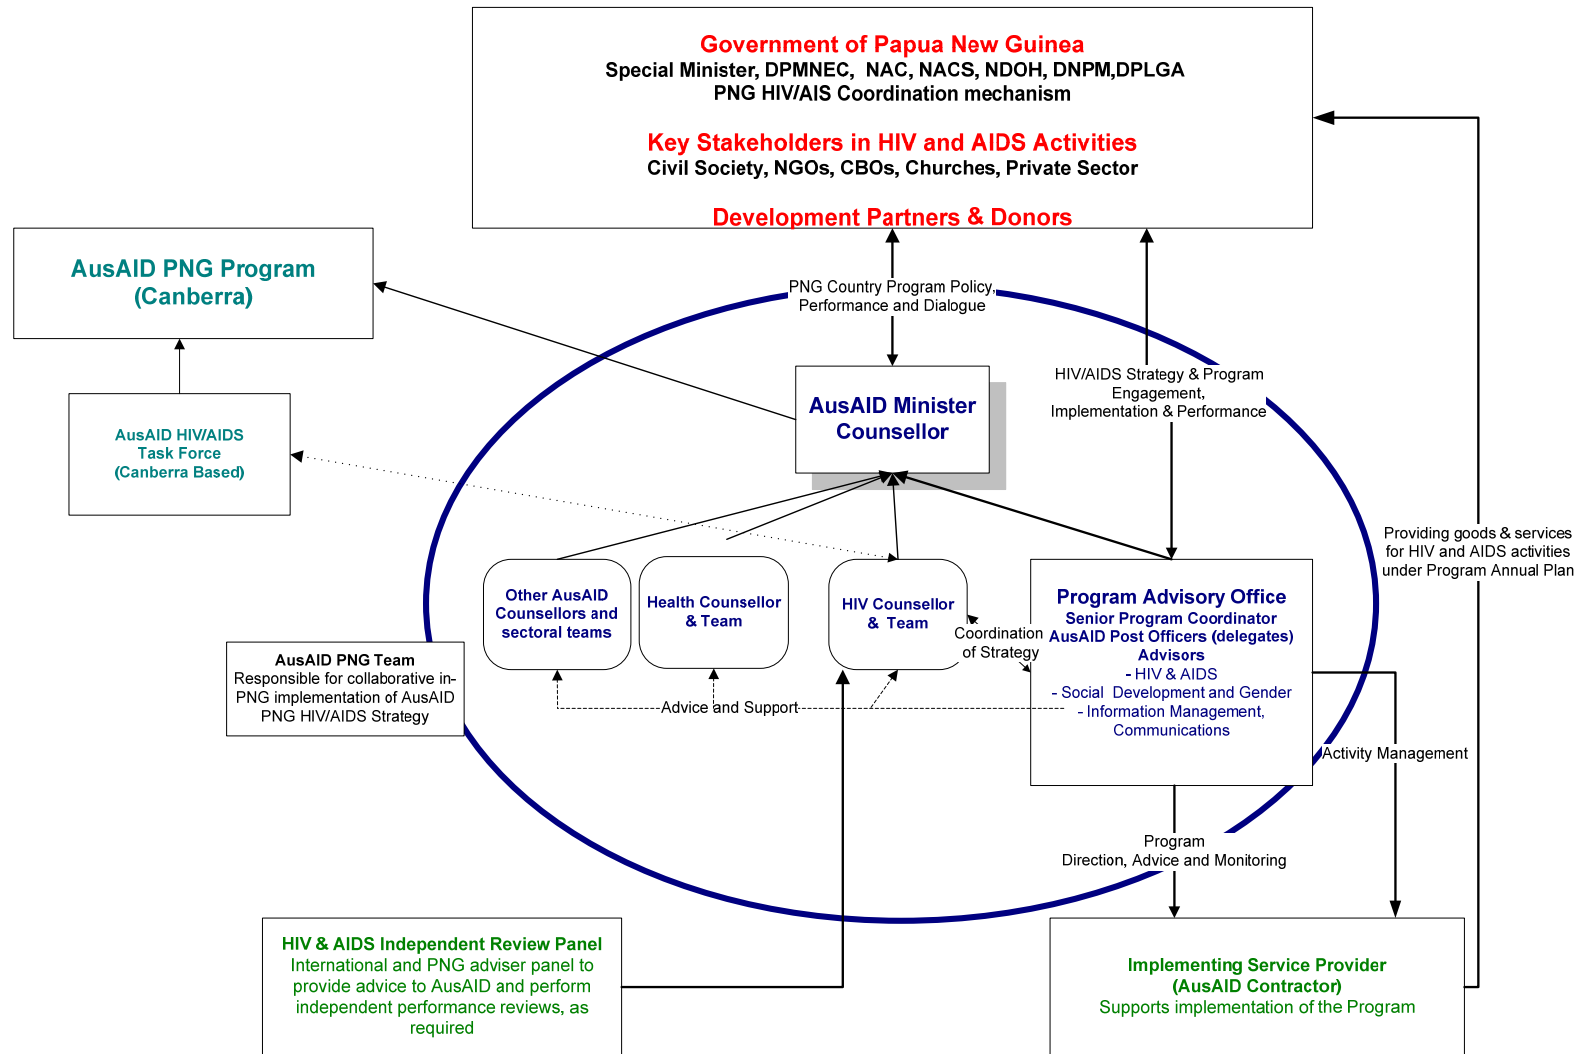 Government of Papua New Guinea
Special Minister, DPMNEC, NAC, NACS, NDOH, DNPM,DPLGA
PNG HIV/AIS Coordination mechanism
Key Stakeholders in HIV and AIDS Activities
Civil Society, NGOs, CBOs, Churches, Private Sector
Development Partners & Donors
AusAID PNG Program
(Canberra)
PNG Country Program Policy,
Performance and Dialogue
HIV/AIDS Strategy & Program
Engagement,
Implementation & Performance
AusAID Minister
Counsellor
AusAID HIV/AIDS
Task Force
(Canberra Based)
Providing goods & services
for HIV and AIDS activities
under Program Annual Plan
Other AusAID
Counsellors and
sectoral teams
Health Counsellor
& Team
HIV Counsellor
& Team
Coordination
of Strategy
Program Advisory Office
Senior Program Coordinator
AusAID Post Officers (delegates)
Advisors
- HIV & AIDS
- Social Development and Gender
- Information Management,
Communications
AusAID PNG Team
Responsible for collaborative in-
PNG implementation of AusAID
PNG HIV/AIDS Strategy
Advice and Support
Activity Management
Program
Direction, Advice and Monitoring
HIV & AIDS Independent Review Panel
International and PNG adviser panel to
provide advice to AusAID and perform
independent performance reviews, as
required
Implementing Service Provider
(AusAID Contractor)
Supports implementation of the Program